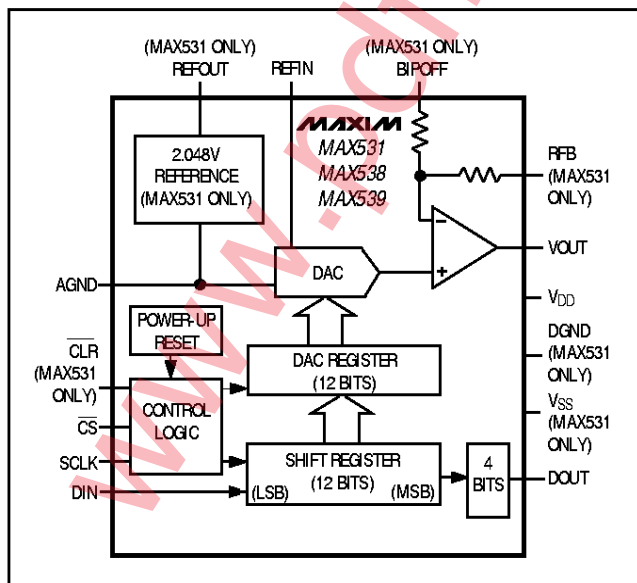 (MAX531 ONLY)
REFOUT
REFIN
(MAX531 ONLY)
BIPOFF
MAXIM
MAX531
MAX538
MAX539
2.048V
REFERENCE
(MAX531 ONLY)
RFB
(MAX531
ONLY)
VOUT
AGND
DAC
VDD
POWER-UP
RESET
DGND
(MAX531
ONLY)
CLR
(MAX531
ONLY)
DAC REGISTER
(12 BITS)
CONTROL
LOGIC
VSS
(MAX531
ONLY)
CS
SCLK
SHIFT REGISTER
(12 BITS)
(LSB)
(MSB)
4
BITS
DOUT
DIN
www.pdf